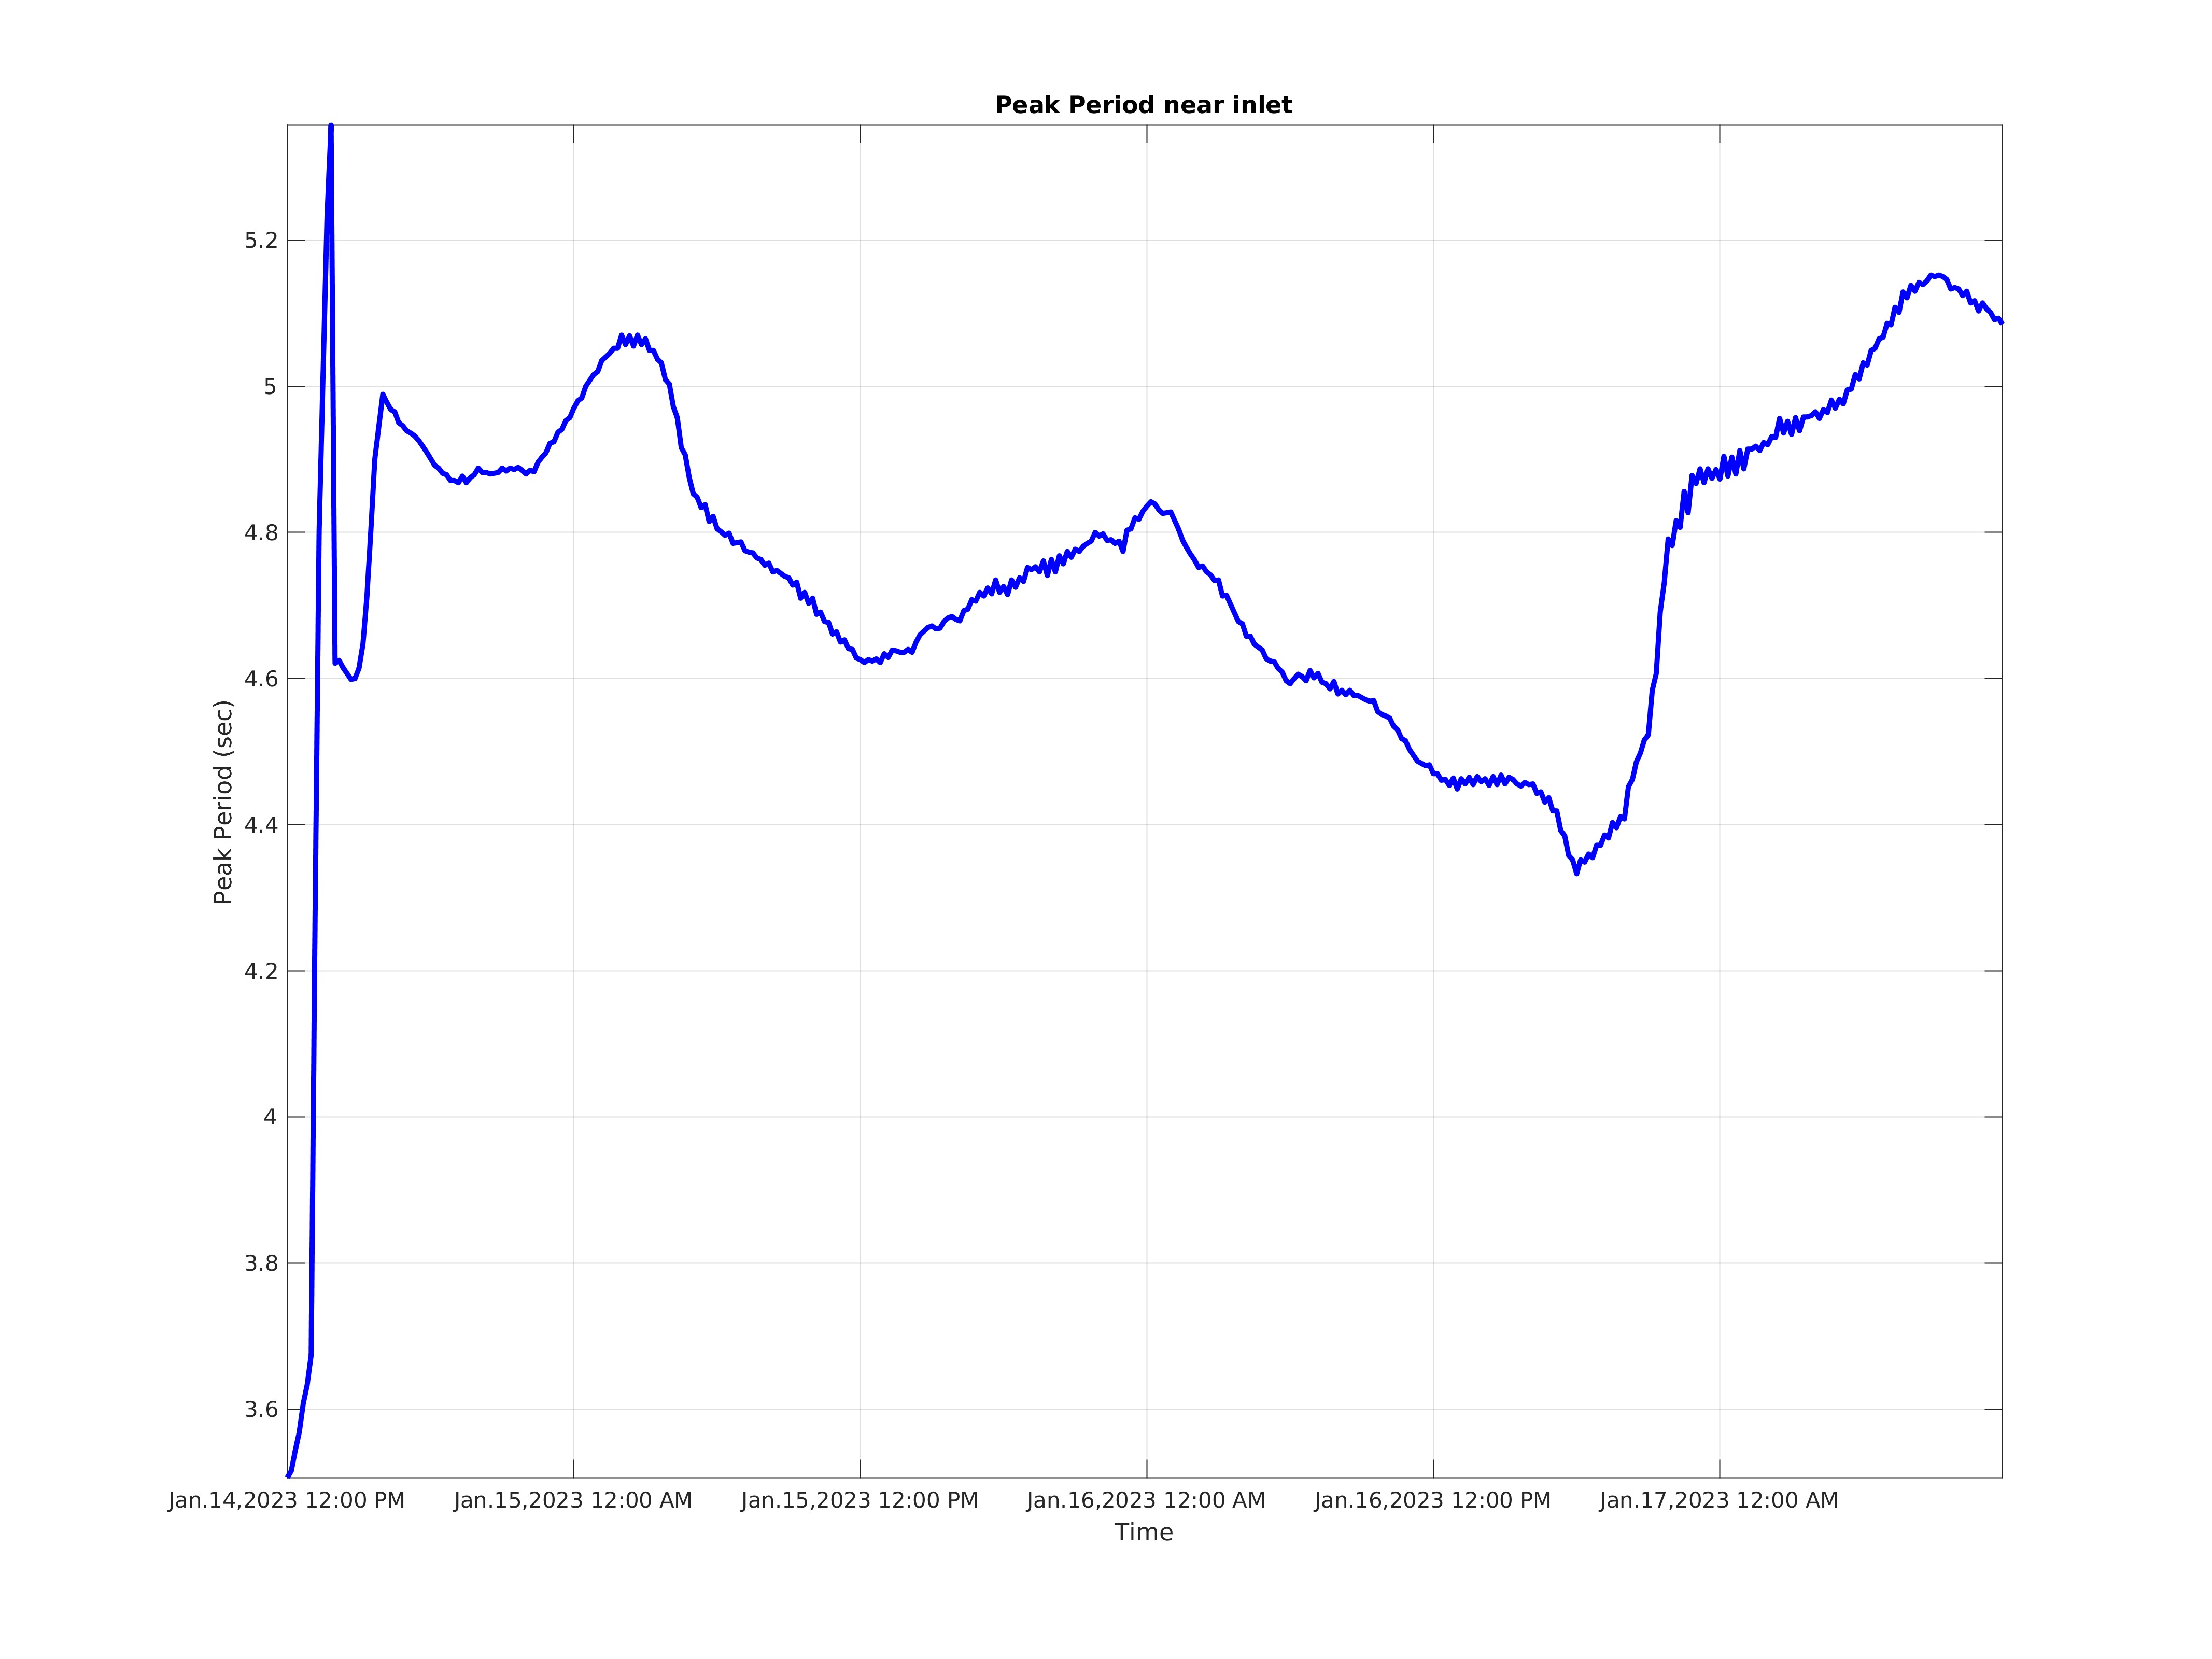 Peak Period near inlet
5.2
5
4.8
4.6
4.4
4.2
4
3.8
3.6
Peak Period (sec)
Jan.14,2023 12:00 PM Jan.15,2023 12:00 AM Jan.15,2023 12:00 PM Jan.16,2023 12:00 AM Jan.16,2023 12:00 PM Jan.17,2023 12:00 AM
Time